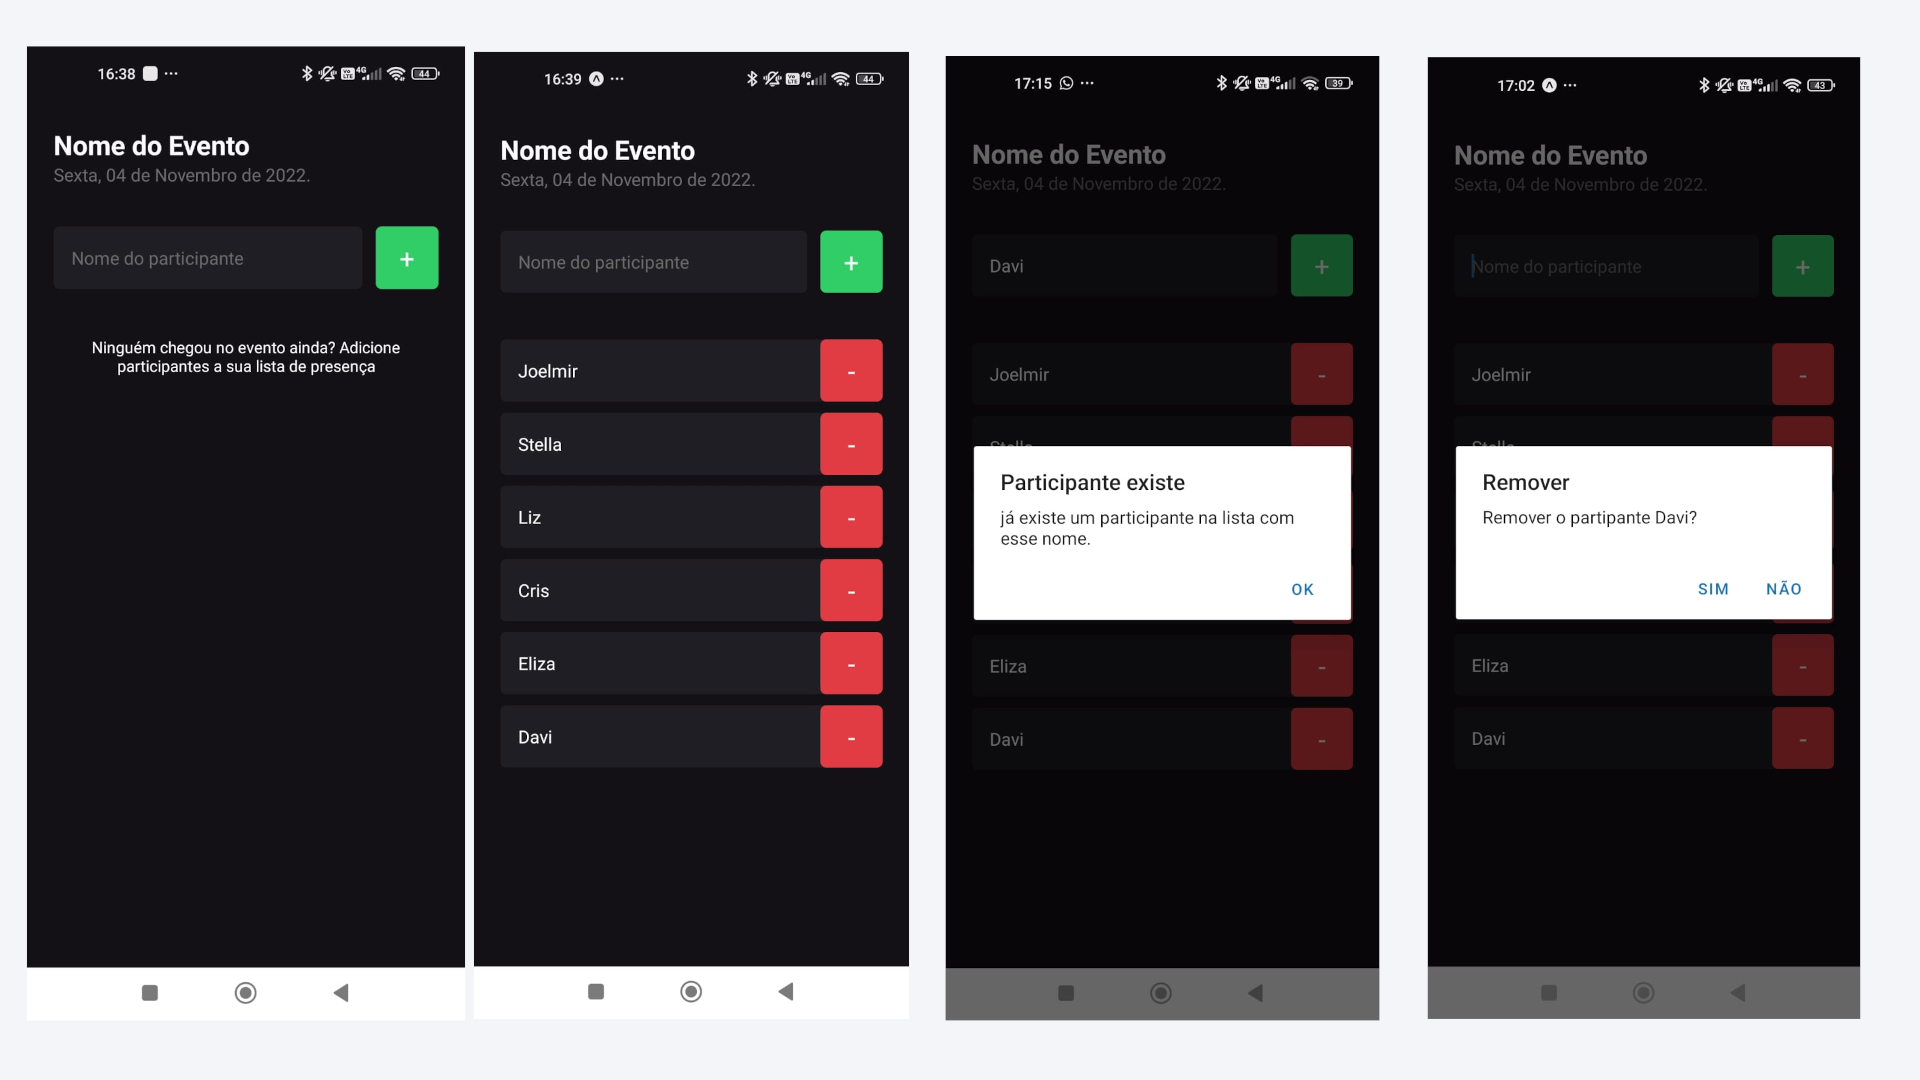 16:38
4G
44
Nome do Evento
Sexta, 04 de Novembro de 2022.
Nome do participante
+
Ninguém chegou no evento ainda? Adicione
participantes a sua lista de presença
16:39
4G
44
Nome do Evento
Sexta, 04 de Novembro de 2022.
Nome do participante
+
Joelmir
-
Stella
-
Liz
-
Cris
-
Eliza
-
Davi
-
17:15
4G
39
Nome do Evento
Sexta, 04 de Novembro de 2022.
Davi
+
Joelmir
-
Stella
Participante existe
já existe um participante na lista com
esse nome.
OK
Eliza
-
Davi
-
17:02
4G
43
Nome do Evento
Sexta, 04 de Novembro de 2022.
Nome do participante
+
Joelmir
-
Stella
Remover
Remover o partipante Davi?
SIM NÃO
Eliza
-
Davi
-